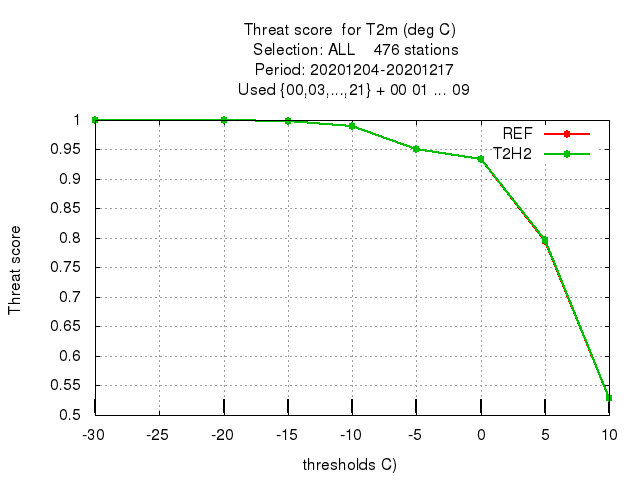 Threat score for T2m (deg C)
Selection: ALL 476 stations
Period: 20201204-20201217
Used {00,03,...,21} + 00 01 ... 09
REF
T2H2
Threat score
1
0.95
0.9
0.85
0.8
0.75
0.7
0.65
0.6
0.55
0.5
-30 -25 -20 -15 -10 -5 0 5 10
thresholds C)